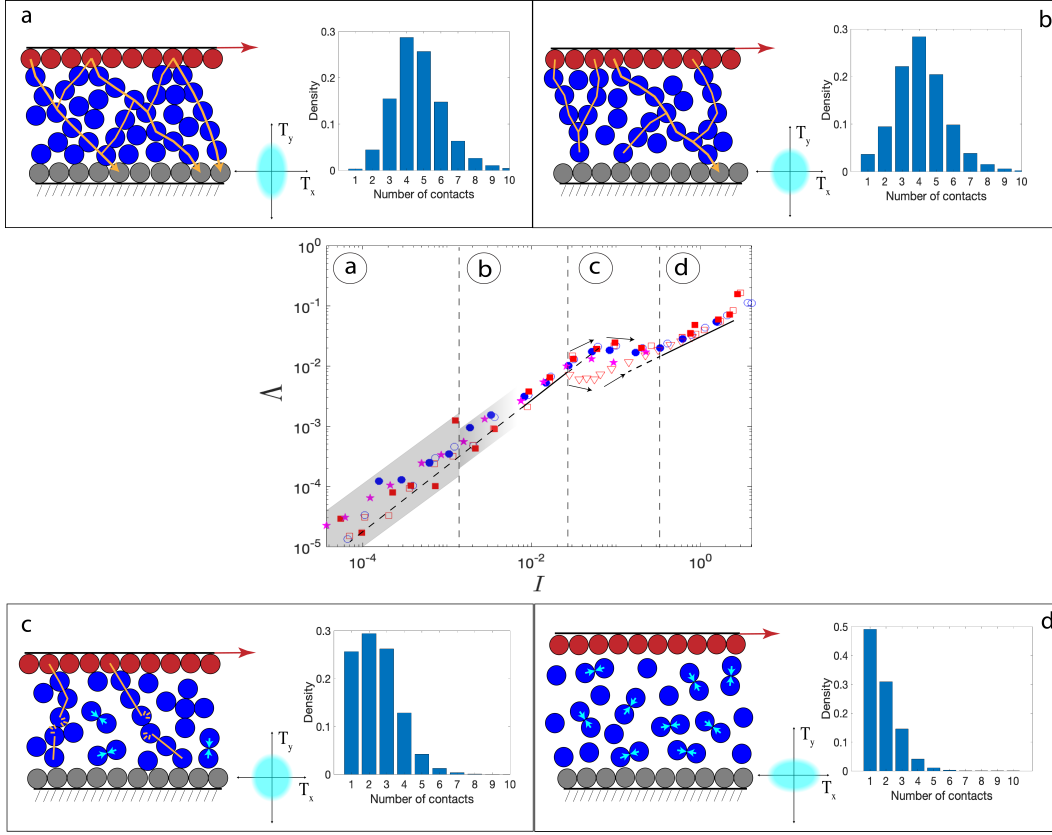 a
0.3
0.2
0.1
0
Density
1 2 3 4 5 6 7 8 9 10
Number of contacts
T_y
T_x
b
0.3
0.2
0.1
0
Density
1 2 3 4 5 6 7 8 9 10
Number of contacts
T_y
T_x
a b c d
10^0
10^-1
10^-2
10^-3
10^-4
10^-5
Λ
10^-4 10^-2 10^0
I
c
0.3
0.2
0.1
0
Density
1 2 3 4 5 6 7 8 9 10
Number of contacts
T_y
T_x
d
0.5
0.4
0.3
0.2
0.1
0
Density
1 2 3 4 5 6 7 8 9 10
Number of contacts
T_y
T_x